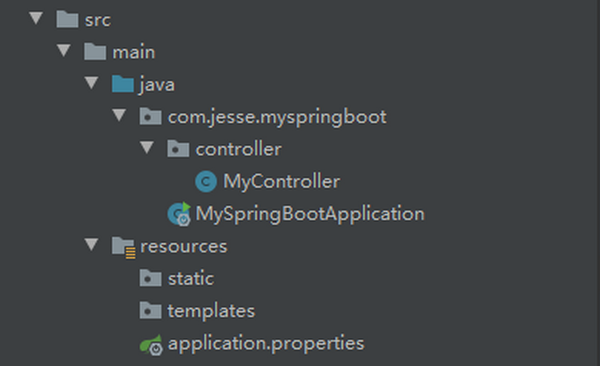 src
main
java
com.jesse.myspringboot
controller
MyController
MySpringBootApplication
resources
static
templates
application.properties